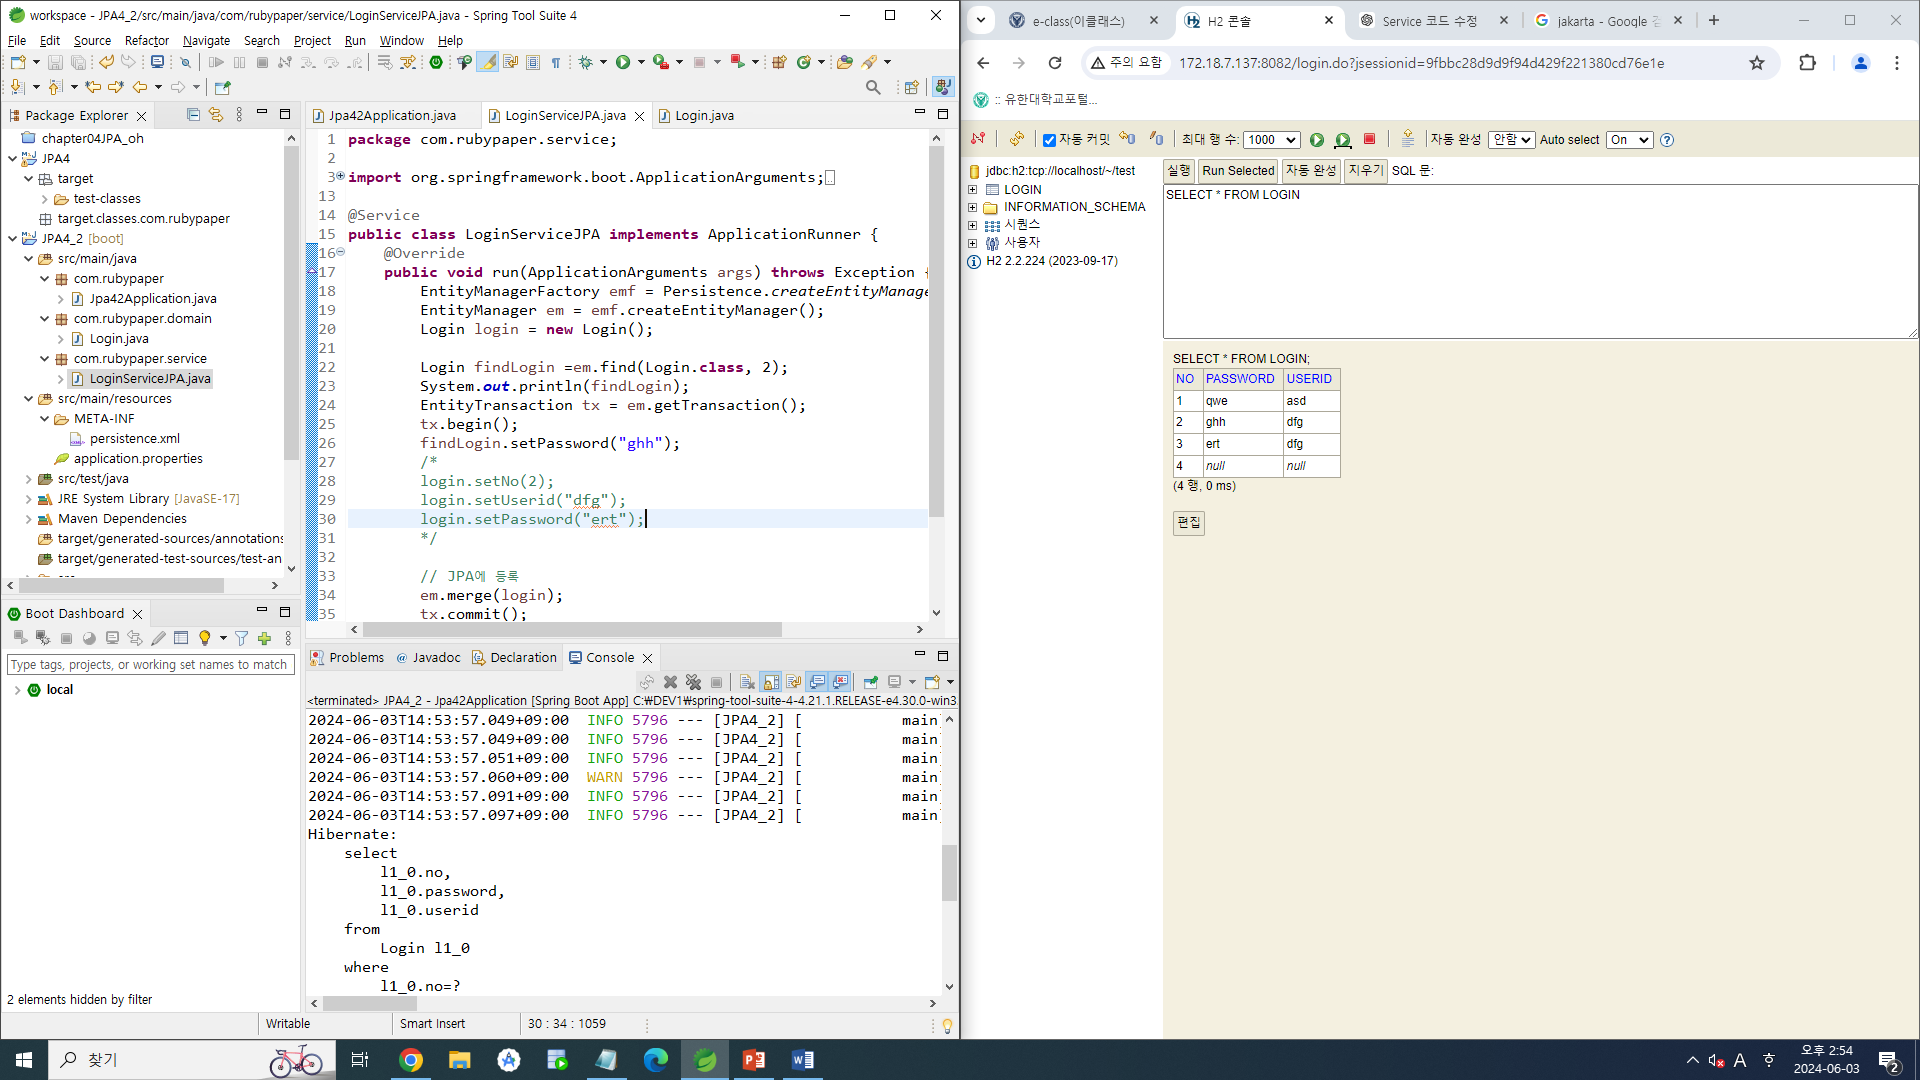 workspace - JPA4_2/src/main/java/com/rubypaper/service/LoginServiceJPA.java - Spring Tool Suite 4
File Edit Source Refactor Navigate Search Project Run Window Help
Package Explorer
chapter04JPA_oh
JPA4
target
test-classes
target.classes.com.rubypaper
JPA4_2 [boot]
src/main/java
com.rubypaper
Jpa42Application.java
com.rubypaper.domain
Login.java
com.rubypaper.service
LoginServiceJPA.java
src/main/resources
META-INF
persistence.xml
application.properties
src/test/java
JRE System Library [JavaSE-17]
Maven Dependencies
target/generated-sources/annotations
target/generated-test-sources/test-an
Boot Dashboard
Type tags, projects, or working set names to match
local
2 elements hidden by filter
Jpa42Application.java LoginServiceJPA.java Login.java
1 package com.rubypaper.service;
2
3 import org.springframework.boot.ApplicationArguments;
13
14 @Service
15 public class LoginServiceJPA implements ApplicationRunner {
16 @Override
17 public void run(ApplicationArguments args) throws Exception {
18 EntityManagerFactory emf = Persistence.createEntityManage
19 EntityManager em = emf.createEntityManager();
20 Login login = new Login();
21
22 Login findLogin =em.find(Login.class, 2);
23 System.out.println(findLogin);
24 EntityTransaction tx = em.getTransaction();
25 tx.begin();
26 findLogin.setPassword("ghh");
27 /*
28 login.setNo(2);
29 login.setUserid("dfg");
30 login.setPassword("ert");
31 */
32
33 // JPA에 등록
34 em.merge(login);
35 tx.commit();
Problems Javadoc Declaration Console
<terminated> JPA4_2 - Jpa42Application [Spring Boot App] C:₩DEV1₩spring-tool-suite-4-4.21.1.RELEASE-e4.30.0-win3
2024-06-03T14:53:57.049+09:00 INFO 5796 --- [JPA4_2] [ main]
2024-06-03T14:53:57.049+09:00 INFO 5796 --- [JPA4_2] [ main]
2024-06-03T14:53:57.051+09:00 INFO 5796 --- [JPA4_2] [ main]
2024-06-03T14:53:57.060+09:00 WARN 5796 --- [JPA4_2] [ main]
2024-06-03T14:53:57.091+09:00 INFO 5796 --- [JPA4_2] [ main]
2024-06-03T14:53:57.097+09:00 INFO 5796 --- [JPA4_2] [ main]
Hibernate:
select
l1_0.no,
l1_0.password,
l1_0.userid
from
Login l1_0
where
l1_0.no=?
Writable Smart Insert 30 : 34 : 1059
e-class(이클래스) H2 콘솔 Service 코드 수정 jakarta - Google
주의 요함 172.18.7.137:8082/login.do?jsessionid=9fbbc28d9d9f94d429f221380cd76e1e
:: 유한대학교포털...
자동 커밋 최대 행 수: 1000 자동 완성 안함 Auto select On
jdbc:h2:tcp://localhost/~/test
LOGIN
INFORMATION_SCHEMA
시퀀스
사용자
H2 2.2.224 (2023-09-17)
실행 Run Selected 자동 완성 지우기 SQL 문:
SELECT * FROM LOGIN
SELECT * FROM LOGIN;
NO PASSWORD USERID
1 qwe asd
2 ghh dfg
3 ert dfg
4 null null
(4 행, 0 ms)
편집
찾기
A 호 오후 2:54
2024-06-03
2